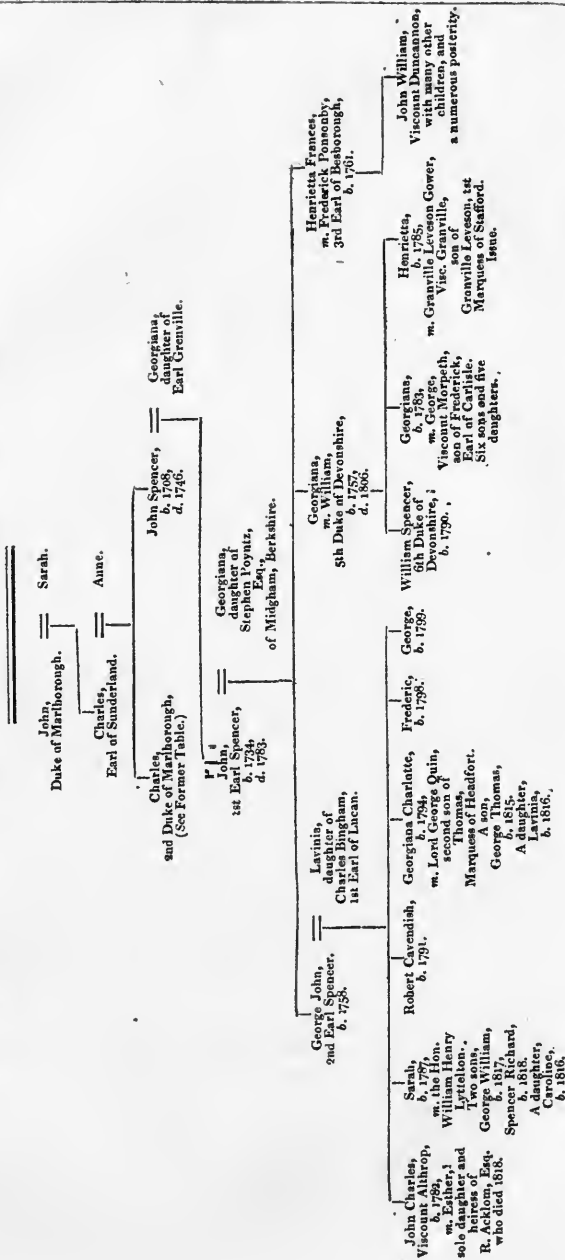 John,
Duke of Marlborough.
Sarah.
Charles,
Earl of Sunderland.
Anne.
Charles,
2nd Duke of Marlborough,
(See Former Table.)
John Spencer,
b. 1708,
d. 1746.
Georgiana,
daughter of
Earl Grenville.
John,
1st Earl Spencer,
b. 1734,
d. 1783.
Georgiana,
daughter of
Stephen Poyntz,
Esq.,
of Midgham, Berkshire.
George John,
2nd Earl Spencer.
b. 1758.
Lavinia,
daughter of
Charles Bingham,
1st Earl of Lucan.
Georgiana,
m. William,
5th Duke of Devonshire,
b. 1757,
d. 1806.
Henrietta Frances,
m. Frederick Ponsonby,
3rd Earl of Besborough,
b. 1761.
John Charles,
Viscount Althrop,
b. 1782,
m. Esther,
sole daughter and
heiress of
R. Acklom, Esq.
who died 1818.
Sarah,
b. 1787,
m. the Hon.
William Henry
Lyttelton.
Two sons,
George William,
b. 1817,
Spencer Richard,
b. 1818.
A daughter,
Caroline,
b. 1816.
Robert Cavendish,
b. 1791.
Georgiana Charlotte,
b. 1794,
m. Lord George Quin,
second son of
Thomas,
Marquess of Headfort.
A son,
George Thomas,
b. 1815.
A daughter,
Lavinia,
b. 1816.
Frederic,
b. 1798.
George,
b. 1799.
William Spencer,
6th Duke of
Devonshire,
b. 1790.
Georgiana,
b. 1783,
m. George,
Viscount Morpeth,
son of Frederick,
Earl of Carlisle.
Six sons and five
daughters.
Henrietta,
b. 1785,
m. Granville Leveson Gower,
Visc. Granville,
son of
Gronville Leveson, 1st
Marquess of Stafford.
Issue.
John William,
Viscount Duncannon,
with many other
children, and
a numerous posterity.